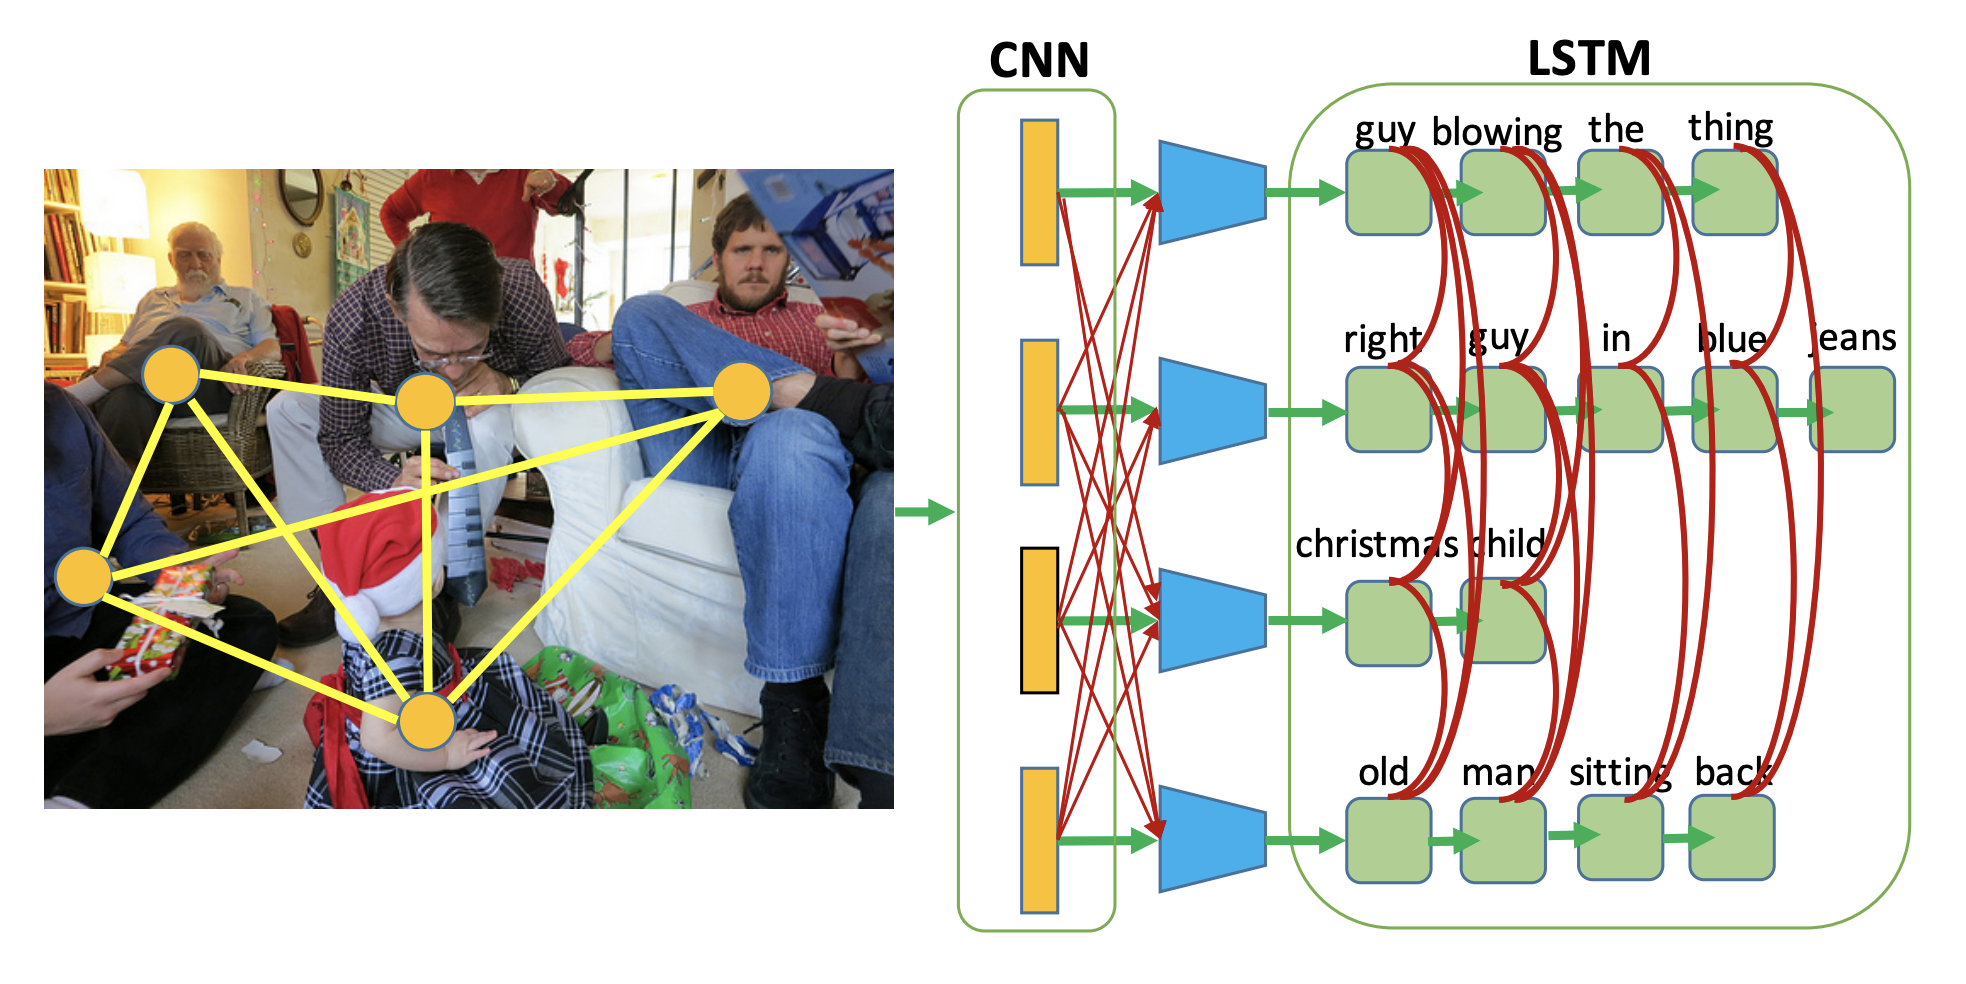 CNN
LSTM
guy blowing the thing
right guy in blue jeans
christmas child
old man sitting back